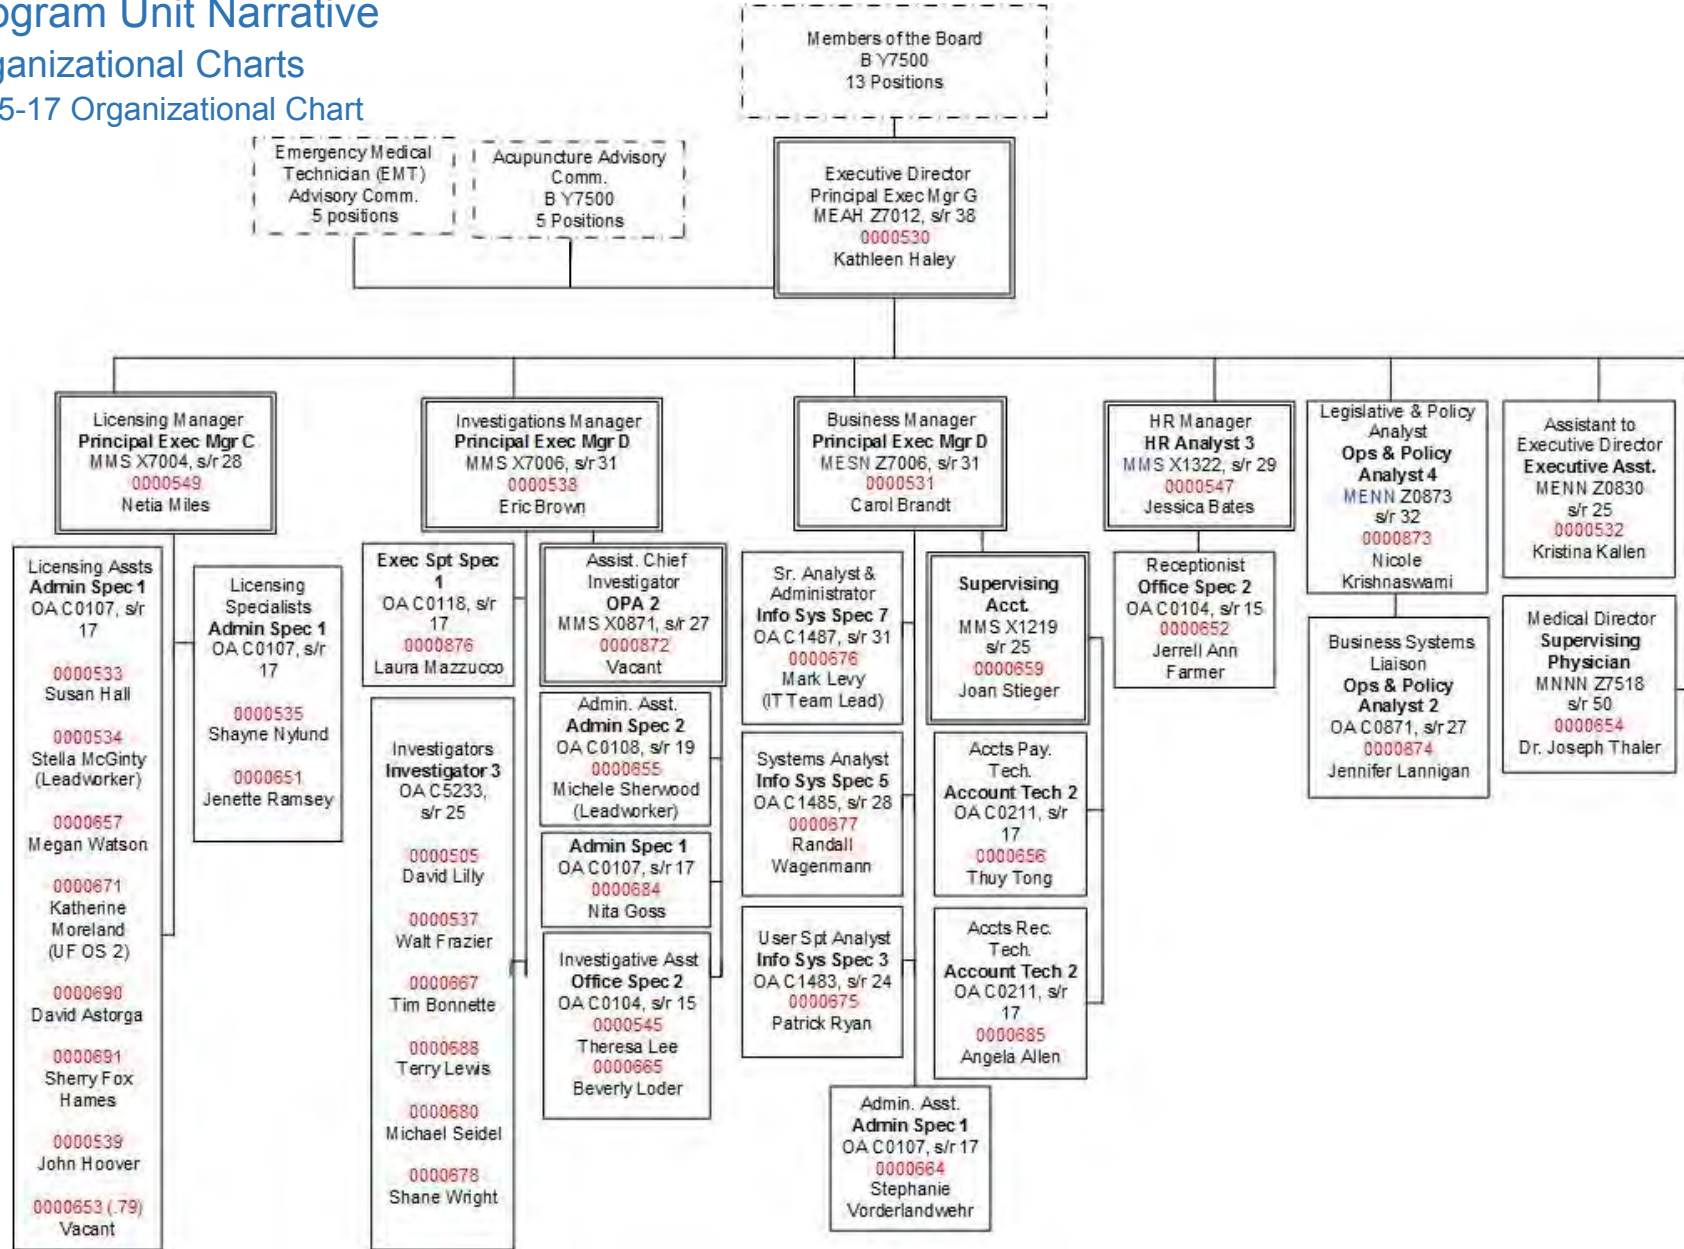 ogram Unit Narrative
ganizational Charts
5-17 Organizational Chart
Members of the Board
B Y7500
13 Positions
Emergency Medical
Technician (EMT)
Advisory Comm.
5 positions
Acupuncture Advisory
Comm.
B Y7500
5 Positions
Executive Director
Principal Exec Mgr G
MEAH Z7012, s/r 38
0000530
Kathleen Haley
Licensing Manager
Principal Exec Mgr C
MMS X7004, s/r 28
0000549
Netia Miles
Investigations Manager
Principal Exec Mgr D
MMS X7006, s/r 31
0000538
Eric Brown
Business Manager
Principal Exec Mgr D
MESN Z7006, s/r 31
0000531
Carol Brandt
HR Manager
HR Analyst 3
MMS X1322, s/r 29
0000547
Jessica Bates
Legislative & Policy
Analyst
Ops & Policy
Analyst 4
MENN Z0873
s/r 32
0000873
Nicole
Krishnaswami
Assistant to
Executive Director
Executive Asst.
MENN Z0830
s/r 25
0000532
Kristina Kallen
Licensing Assts
Admin Spec 1
OA C0107, s/r
17
0000533
Susan Hall
0000534
Stella McGinty
(Leadworker)
0000657
Megan Watson
0000671
Katherine
Moreland
(UF OS 2)
0000690
David Astorga
0000691
Sherry Fox
Hames
0000539
John Hoover
0000653 (.79)
Vacant
Licensing
Specialists
Admin Spec 1
OA C0107, s/r
17
0000535
Shayne Nylund
0000651
Jenette Ramsey
Exec Spt Spec
1
OA C0118, s/r
17
0000876
Laura Mazzucco
Investigators
Investigator 3
OA C5233,
s/r 25
0000505
David Lilly
0000537
Walt Frazier
0000667
Tim Bonnette
0000688
Terry Lewis
0000680
Michael Seidel
0000678
Shane Wright
Assist. Chief
Investigator
OPA 2
MMS X0871, s/r 27
0000872
Vacant
Admin. Asst.
Admin Spec 2
OA C0108, s/r 19
0000655
Michele Sherwood
(Leadworker)
Admin Spec 1
OA C0107, s/r 17
0000684
Nita Goss
Investigative Asst
Office Spec 2
OA C0104, s/r 15
0000545
Theresa Lee
0000665
Beverly Loder
Sr. Analyst &
Administrator
Info Sys Spec 7
OA C1487, s/r 31
0000676
Mark Levy
(IT Team Lead)
Systems Analyst
Info Sys Spec 5
OA C1485, s/r 28
0000677
Randall
Wagenmann
User Spt Analyst
Info Sys Spec 3
OA C1483, s/r 24
0000675
Patrick Ryan
Supervising
Acct.
MMS X1219
s/r 25
0000659
Joan Stieger
Accts Pay.
Tech.
Account Tech 2
OA C0211, s/r
17
0000656
Thuy Tong
Accts Rec.
Tech.
Account Tech 2
OA C0211, s/r
17
0000685
Angela Allen
Admin. Asst.
Admin Spec 1
OA C0107, s/r 17
0000664
Stephanie
Vorderlandwehr
Receptionist
Office Spec 2
OA C0104, s/r 15
0000652
Jerrell Ann
Farmer
Business Systems
Liaison
Ops & Policy
Analyst 2
OA C0871, s/r 27
0000874
Jennifer Lannigan
Medical Director
Supervising
Physician
MNNN Z7518
s/r 50
0000654
Dr. Joseph Thaler